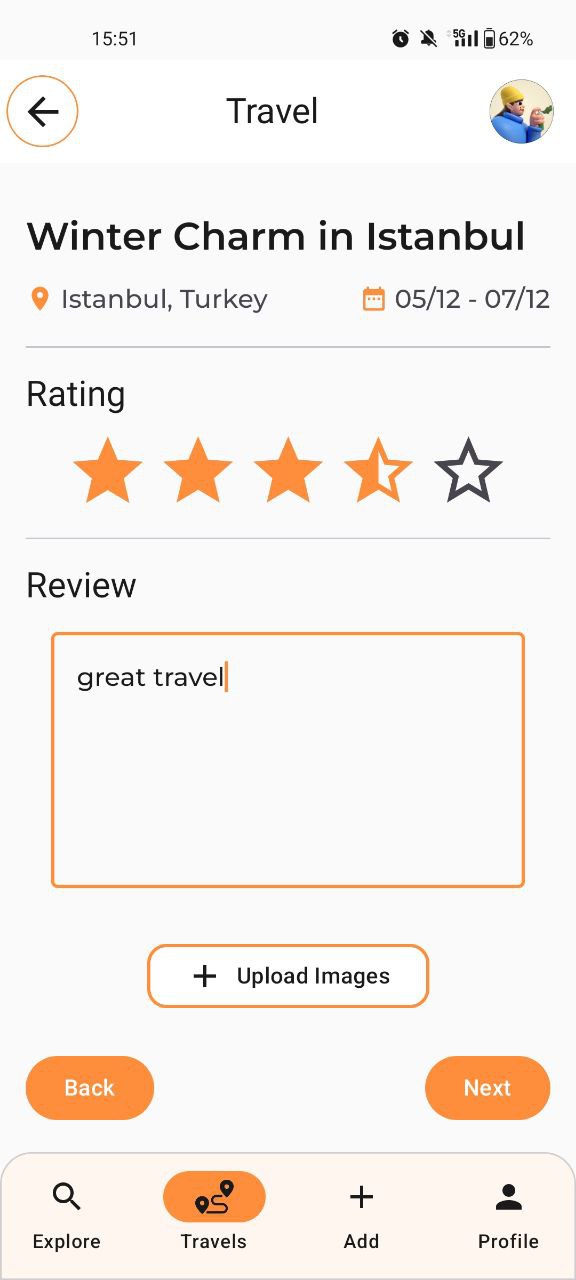 15:51 5G 62%
Travel
Winter Charm in Istanbul
Istanbul, Turkey 05/12 - 07/12
Rating
Review
great travel
+ Upload Images
Back Next
Explore Travels Add Profile